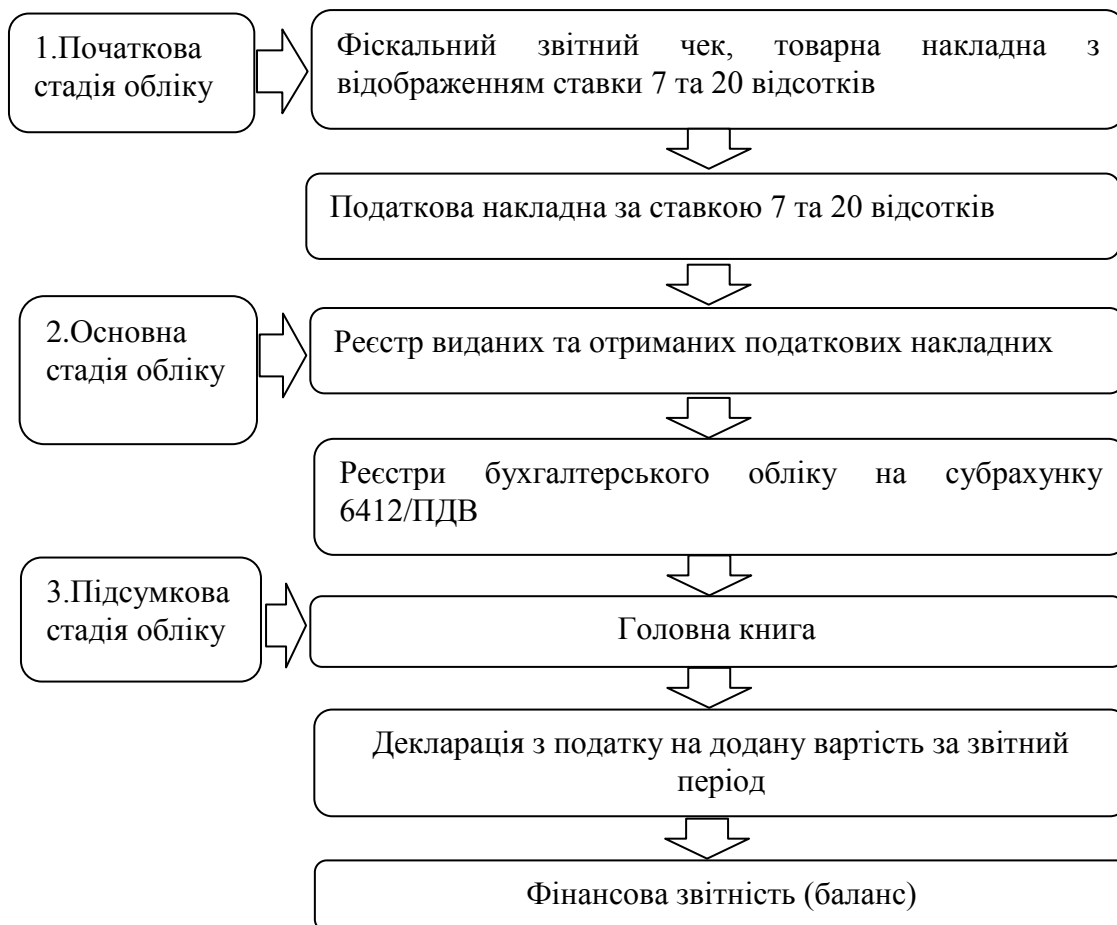 1.Початкова
стадія обліку
Фіскальний звітний чек, товарна накладна з
відображенням ставки 7 та 20 відсотків
Податкова накладна за ставкою 7 та 20 відсотків
2.Основна
стадія обліку
Реєстр виданих та отриманих податкових накладних
Реєстри бухгалтерського обліку на субрахунку
6412/ПДВ
3.Підсумкова
стадія обліку
Головна книга
Декларація з податку на додану вартість за звітний
період
Фінансова звітність (баланс)